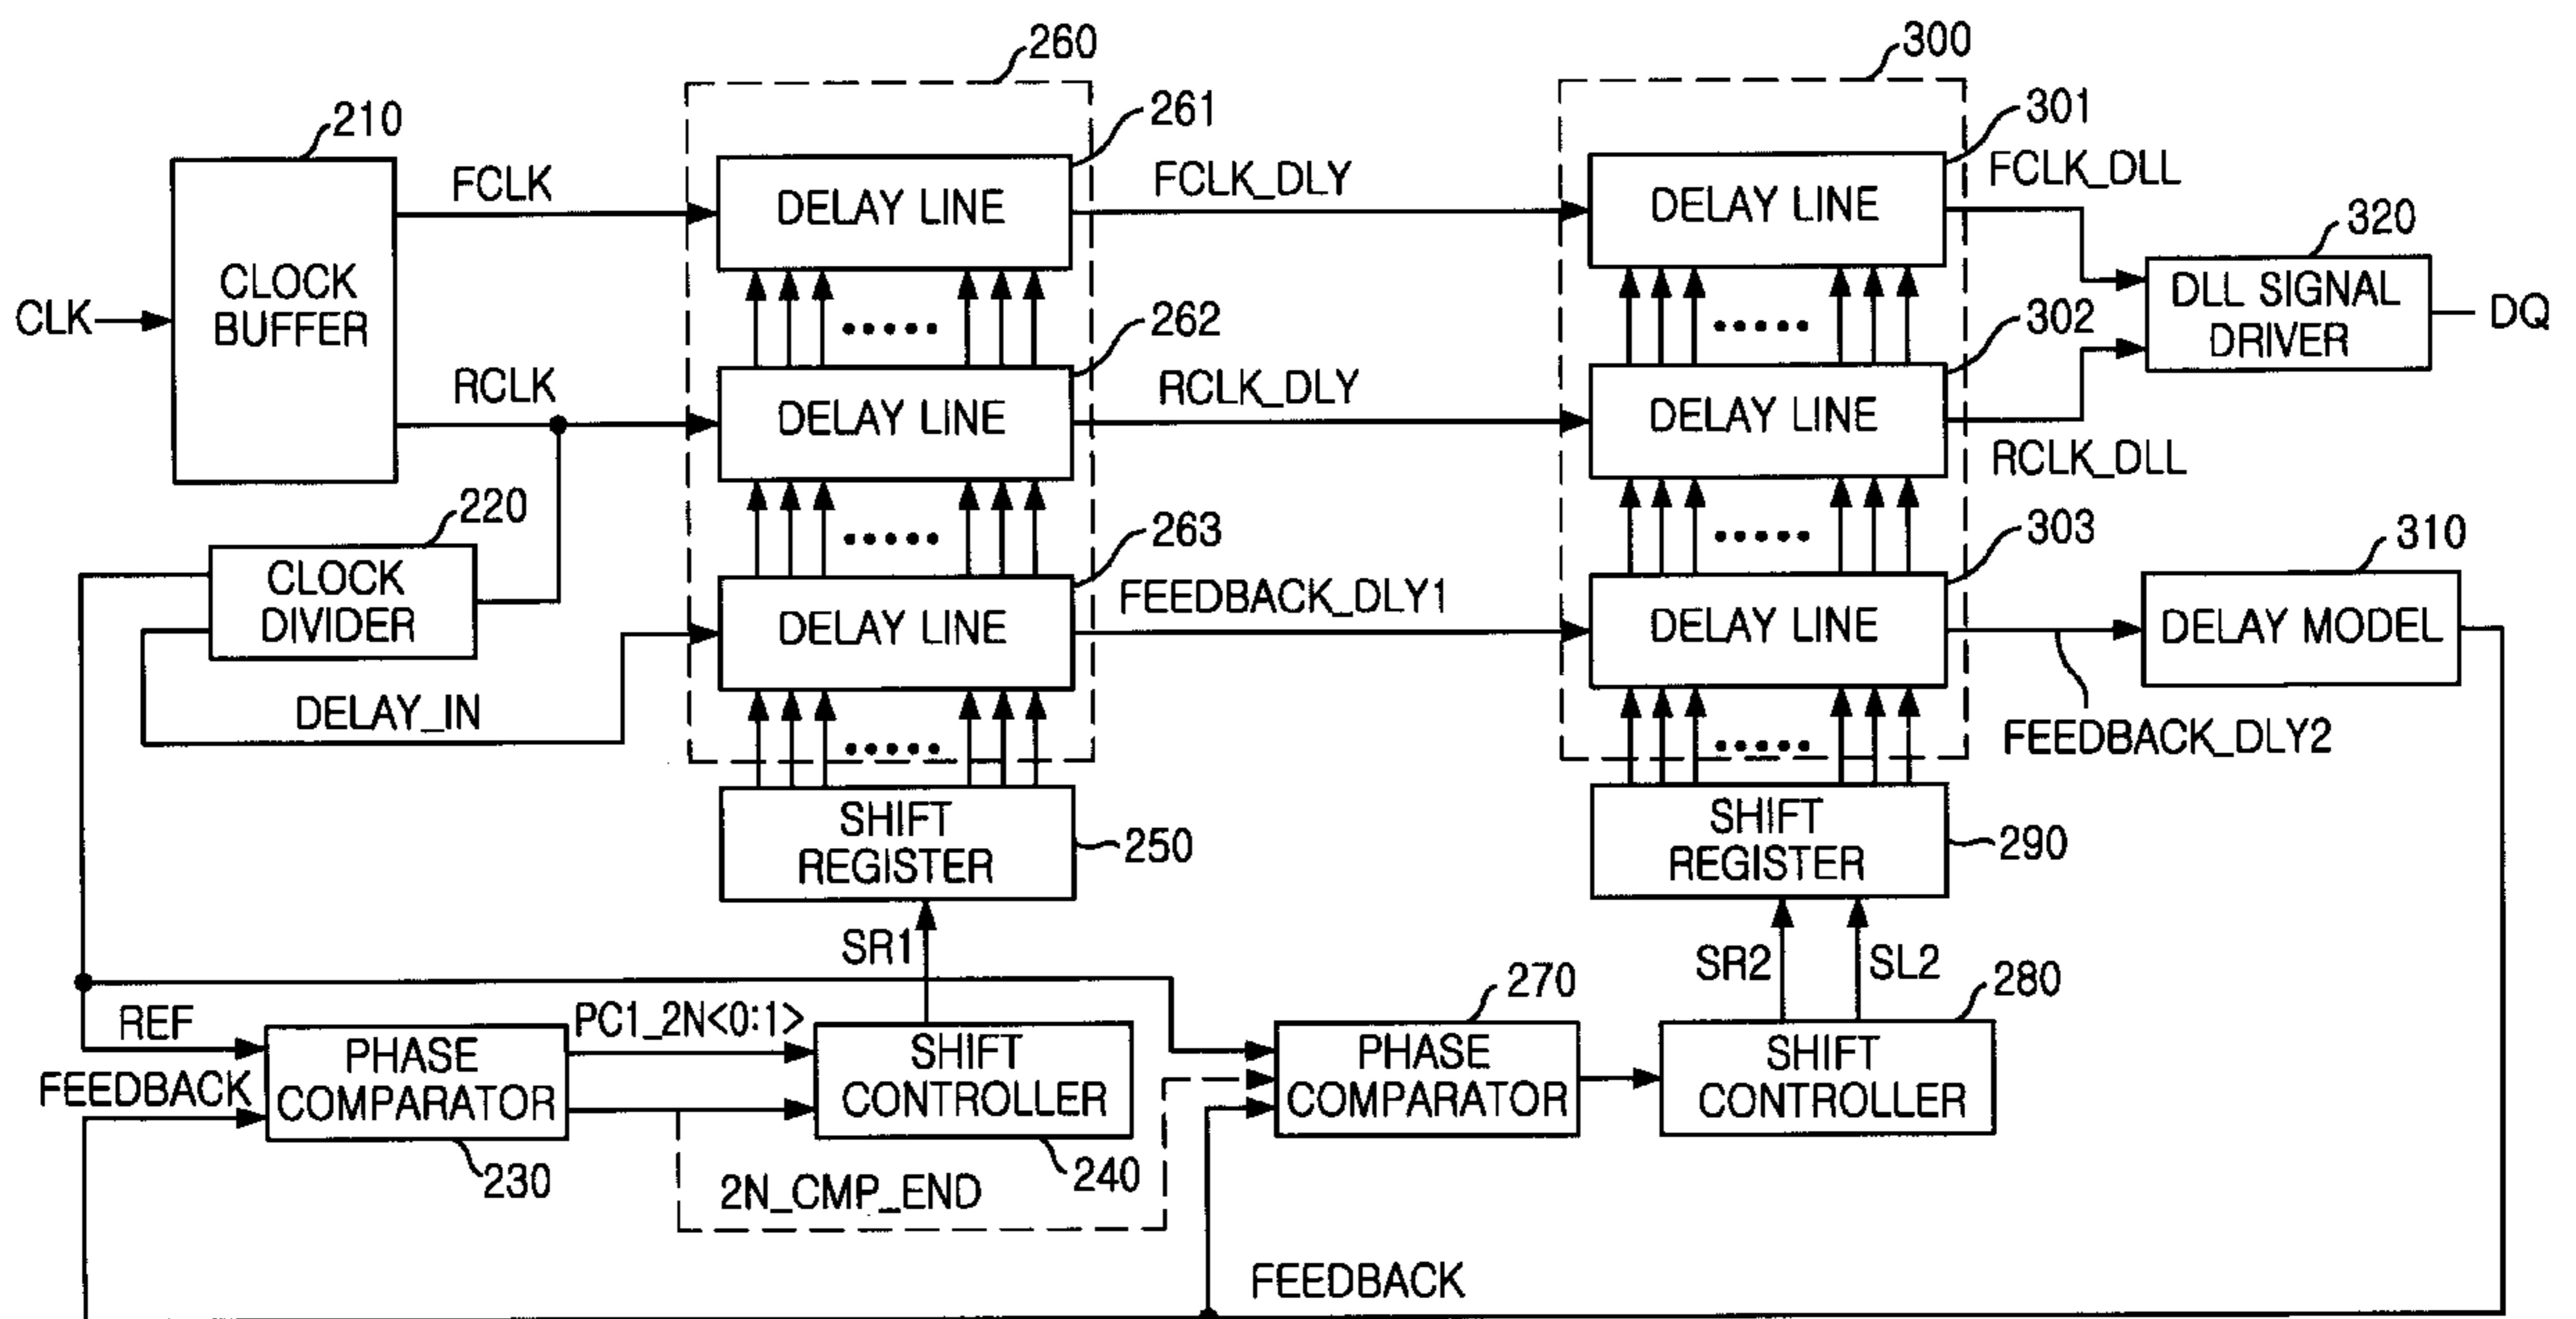 260
300
210
261
301
FCLK
FCLK_DLY
FCLK_DLL
DELAY LINE
DELAY LINE
320
CLOCK
BUFFER
CLK
DLL SIGNAL
DRIVER
DQ
262
302
RCLK
RCLK_DLY
DELAY LINE
DELAY LINE
RCLK_DLL
220
263
303
310
CLOCK
DIVIDER
FEEDBACK_DLY1
DELAY LINE
DELAY LINE
DELAY MODEL
DELAY_IN
FEEDBACK_DLY2
SHIFT
REGISTER
250
SHIFT
REGISTER
290
SR1
SR2
SL2
270
280
REF
PC1_2N<0:1>
FEEDBACK
PHASE
COMPARATOR
SHIFT
CONTROLLER
PHASE
COMPARATOR
SHIFT
CONTROLLER
230
240
2N_CMP_END
FEEDBACK